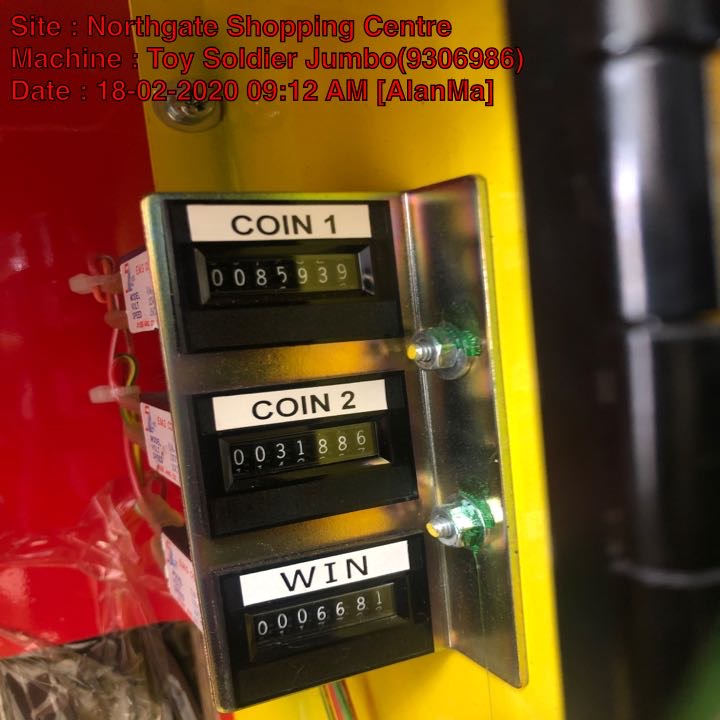 Site : Northgate Shopping Centre
Machine : Toy Soldier Jumbo(9306986)
Date : 18-02-2020 09:12 AM [AlanMa]
COIN 1
0085939
COIN 2
0031886
WIN
0006681